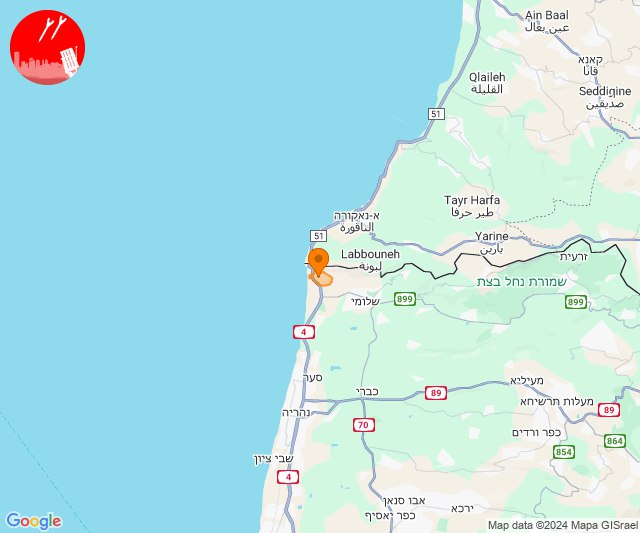 Ain Baal
عين بعال
קאנא
قانا
Qlaileh
القليلة
Seddiqine
صديقين
51
Tayr Harfa
طير حرفا
א-נאקורה
الناقورة
51
Yarine
يارين
Labbouneh
لبونة
זרעית
שמורת נחל בצת
899
899
שלומי
4
סער
כברי
89
מעיליא
מעלות תרשיחא
89
נהריה
70
כפר ורדים
864
854
שבי ציון
4
אבו סנאן
ירכא
כפר יאסיף
Google
Map data ©2024 Mapa GISrael